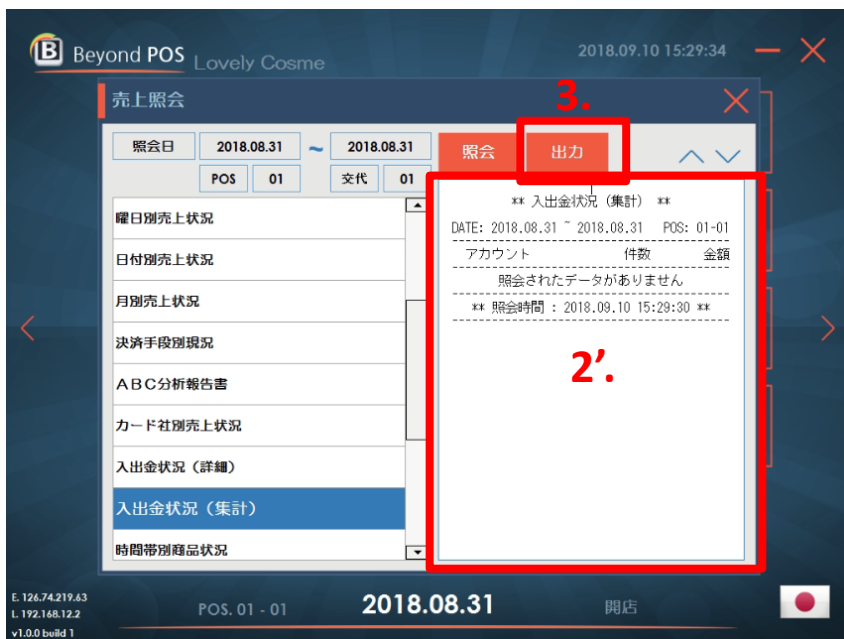 Beyond POS Lovely Cosme
2018.09.10 15:29:34
売上照会
3.
照会日 2018.08.31 ~ 2018.08.31
POS 01 交代 01
照会 出力
曜日別売上状況
日付別売上状況
月別売上状況
決済手段別現況
ABC分析報告書
カード社別売上状況
入出金状況（詳細）
入出金状況（集計）
時間帯別商品状況
** 入出金状況（集計） **
DATE: 2018.08.31 ~ 2018.08.31 POS: 01-01
アカウント 件数 金額
照会されたデータがありません
** 照会時間 : 2018.09.10 15:29:30 **
2'.
E. 126.74.219.63
L. 192.168.12.2
v1.0.0 build 1
POS. 01 - 01
2018.08.31
開店